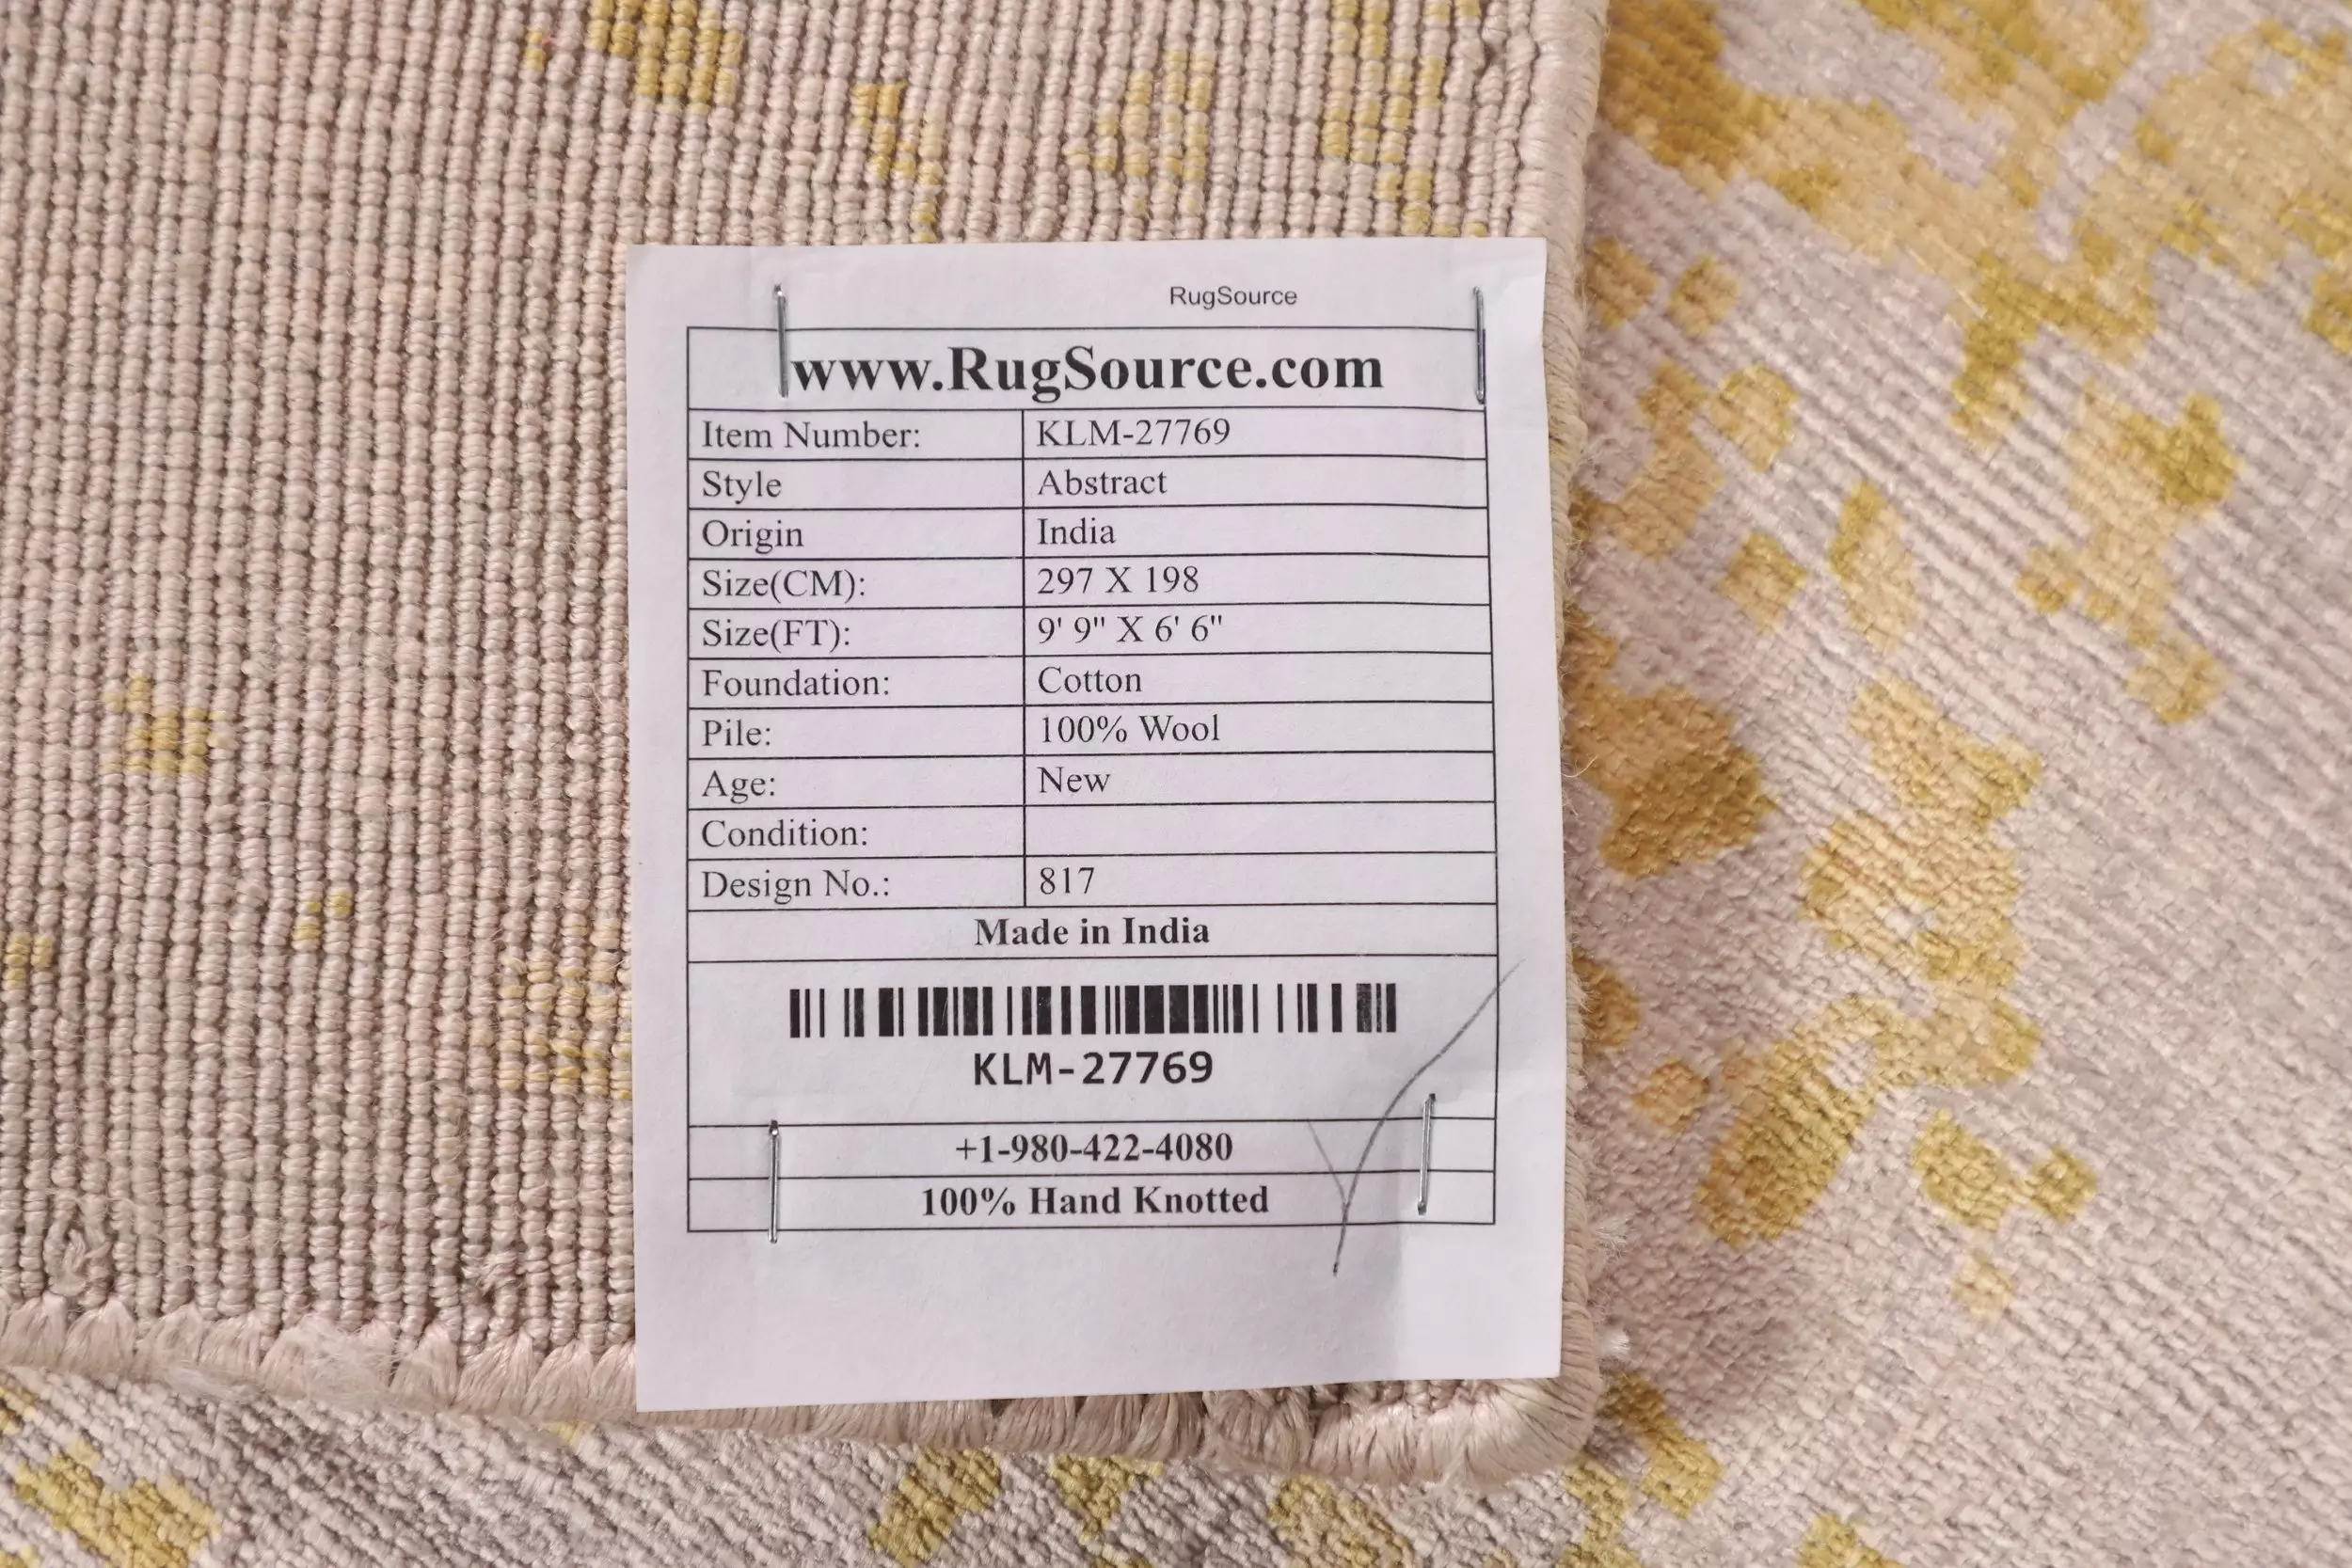 RugSource
www.RugSource.com
Item Number: KLM-27769
Style Abstract
Origin India
Size(CM): 297 X 198
Size(FT): 9' 9" X 6' 6"
Foundation: Cotton
Pile: 100% Wool
Age: New
Condition:
Design No.: 817
Made in India
KLM-27769
+1-980-422-4080
100% Hand Knotted